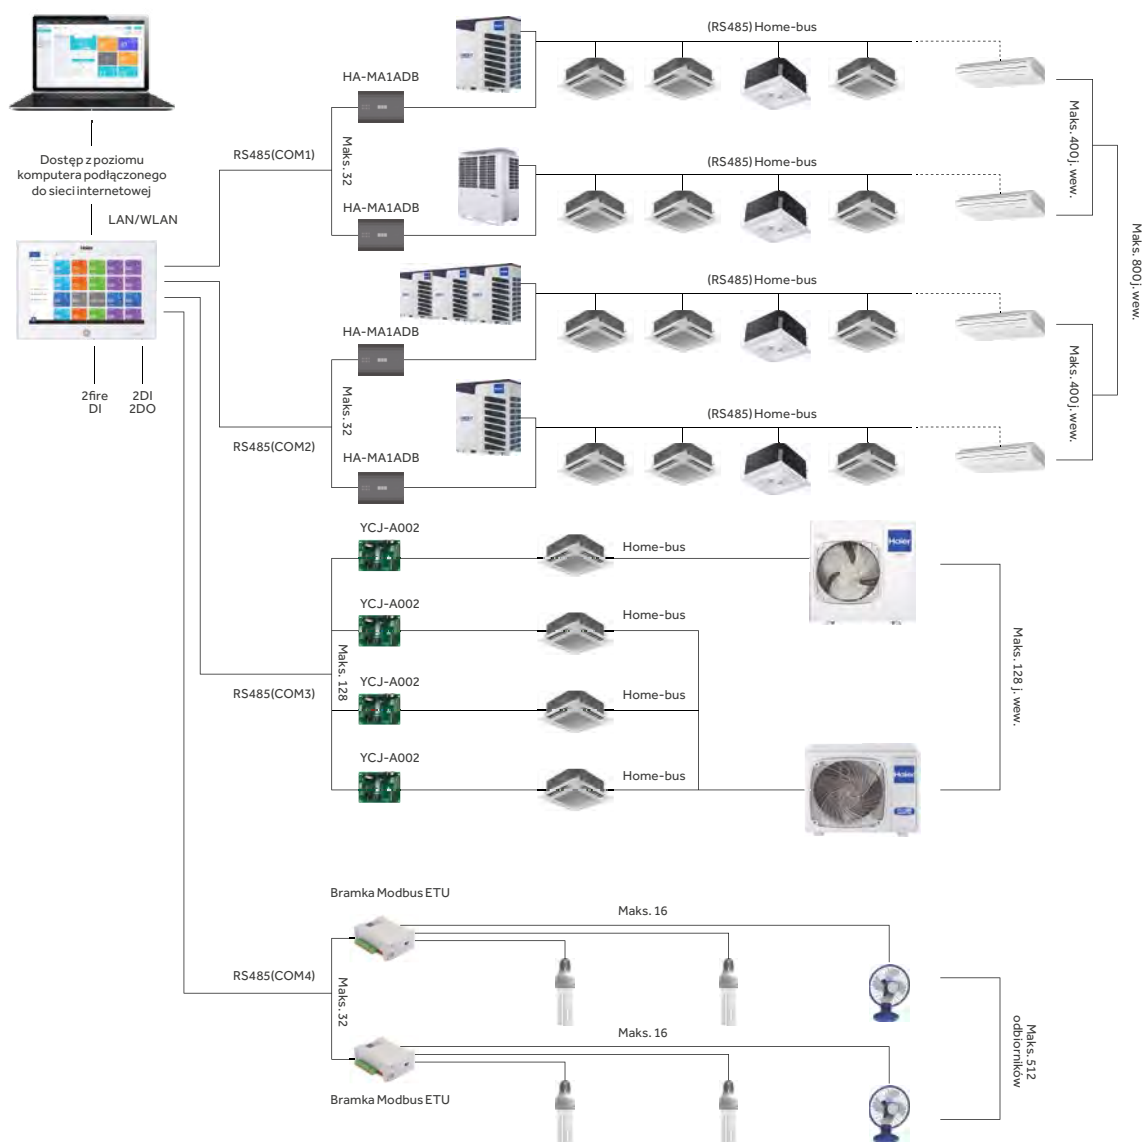 (RS485) Home-bus
HA-MA1ADB
Maks. 32
RS485(COM1)
Dostęp z poziomu
komputera podłączonego
do sieci internetowej
LAN/WLAN
Haier
(RS485) Home-bus
HA-MA1ADB
Maks. 400 j. wew.
Maks. 800 j. wew.
(RS485) Home-bus
HA-MA1ADB
2fire
DI
2DI
2DO
Maks. 32
RS485(COM2)
(RS485) Home-bus
HA-MA1ADB
Maks. 400 j. wew.
YCJ-A002
Home-bus
Haier
YCJ-A002
Home-bus
Maks. 128
RS485(COM3)
YCJ-A002
Home-bus
Maks. 128 j. wew.
YCJ-A002
Home-bus
Haier
Bramka Modbus ETU
Maks. 16
RS485(COM4)
Maks. 32
Maks. 16
Maks. 512
odbiorników
Bramka Modbus ETU